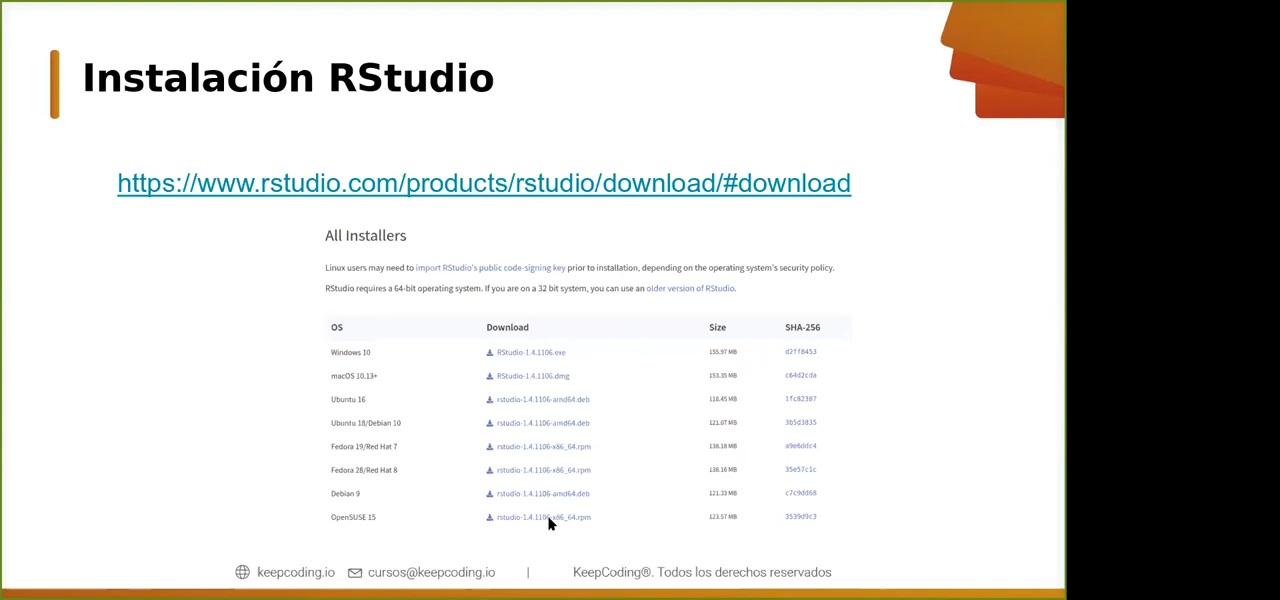 Instalación RStudio
https://www.rstudio.com/products/rstudio/download/#download
All Installers
Linux users may need to import RStudio's public code-signing key prior to installation, depending on the operating system's security policy.
RStudio requires a 64-bit operating system. If you are on a 32 bit system, you can use an older version of RStudio.
OS Download Size SHA-256
Windows 10 RStudio-1.4.1106.exe 155.97 MB d2ff8453
macOS 10.13+ RStudio-1.4.1106.dmg 153.35 MB c64d2cda
Ubuntu 16 rstudio-1.4.1106-amd64.deb 118.45 MB 1fc82387
Ubuntu 18/Debian 10 rstudio-1.4.1106-amd64.deb 121.07 MB 3b5d3835
Fedora 19/Red Hat 7 rstudio-1.4.1106-x86_64.rpm 138.18 MB a9e6ddc4
Fedora 28/Red Hat 8 rstudio-1.4.1106-x86_64.rpm 138.16 MB 35e57c1c
Debian 9 rstudio-1.4.1106-amd64.deb 121.33 MB c7c9dd68
OpenSUSE 15 rstudio-1.4.1106-x86_64.rpm 123.57 MB 3539d9c3
keepcoding.io cursos@keepcoding.io | KeepCoding®. Todos los derechos reservados